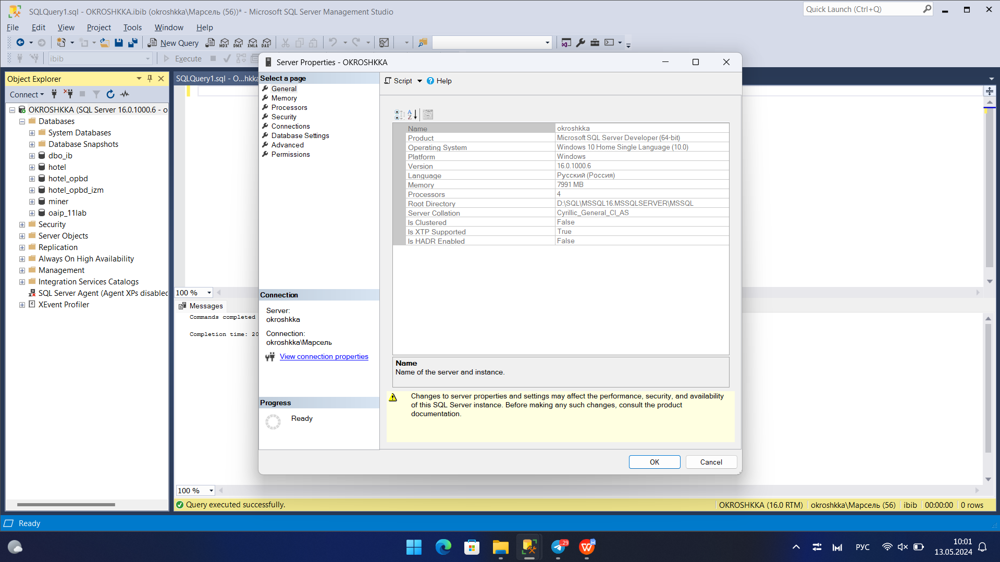 SQLQuery1.sql - OKROSHKKA.ibib (okroshkka\Марсель (56))* - Microsoft SQL Server Management Studio
Quick Launch (Ctrl+Q)
File Edit View Project Tools Window Help
New Query MDX DMX XMLA DAX
ibib Execute
Object Explorer
Connect
OKROSHKKA (SQL Server 16.0.1000.6 - o
Databases
System Databases
Database Snapshots
dbo_ib
hotel
hotel_opbd
hotel_opbd_izm
miner
oaip_11lab
Security
Server Objects
Replication
Always On High Availability
Management
Integration Services Catalogs
SQL Server Agent (Agent XPs disabled
XEvent Profiler
SQLQuery1.sql - O...hkka
100 %
Messages
Commands completed
Completion time: 20
100 %
Server Properties - OKROSHKKA
Select a page
General
Memory
Processors
Security
Connections
Database Settings
Advanced
Permissions
Connection
Server:
okroshkka
Connection:
okroshkka\Марсель
View connection properties
Progress
Ready
Script Help
Name okroshkka
Product Microsoft SQL Server Developer (64-bit)
Operating System Windows 10 Home Single Language (10.0)
Platform Windows
Version 16.0.1000.6
Language Русский (Россия)
Memory 7991 MB
Processors 4
Root Directory D:\SQL\MSSQL16.MSSQLSERVER\MSSQL
Server Collation Cyrillic_General_CI_AS
Is Clustered False
Is XTP Supported True
Is HADR Enabled False
Name
Name of the server and instance.
Changes to server properties and settings may affect the performance, security, and availability
of this SQL Server instance. Before making any such changes, consult the product
documentation.
OK Cancel
Query executed successfully. OKROSHKKA (16.0 RTM) okroshkka\Марсель (56) ibib 00:00:00 0 rows
Ready
..29
W
РУС
10:01
13.05.2024